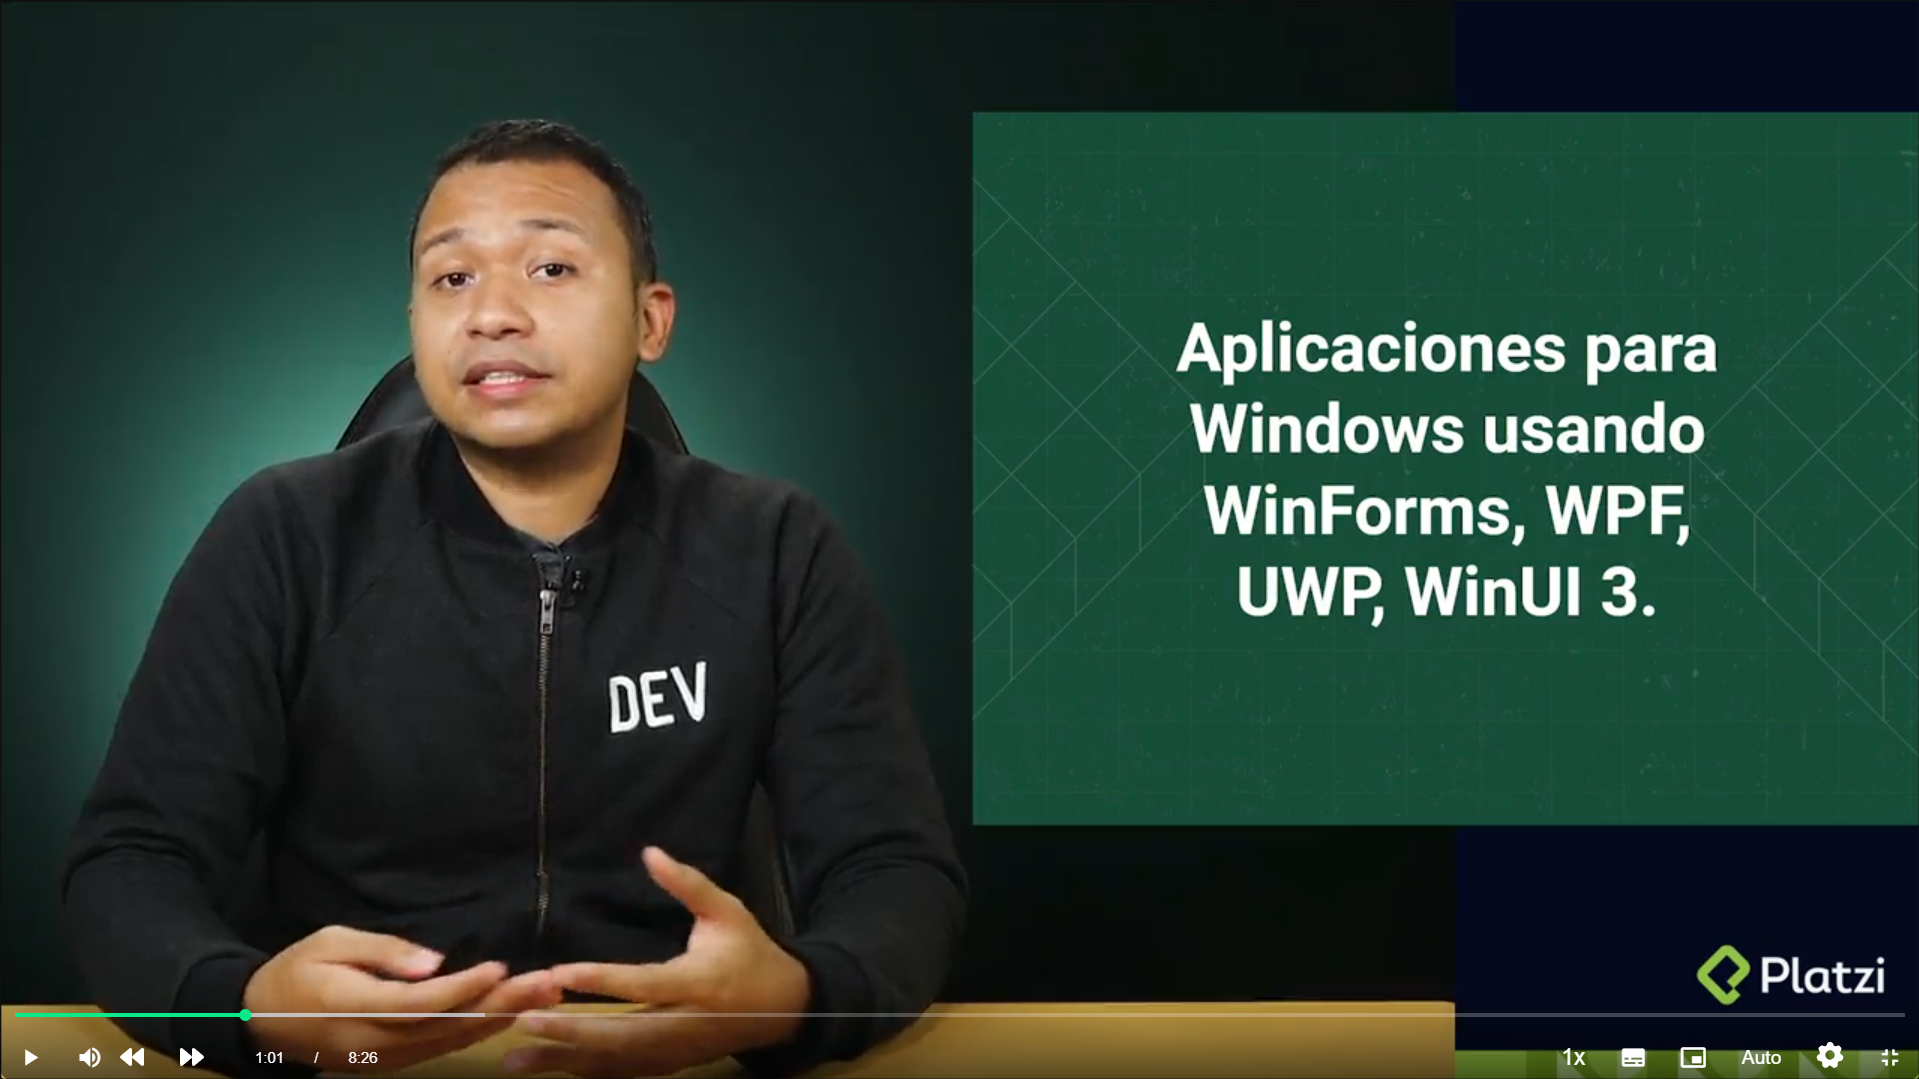 Aplicaciones para
Windows usando
WinForms, WPF,
UWP, WinUI 3.
DEV
Platzi
1:01 / 8:26
1x
Auto